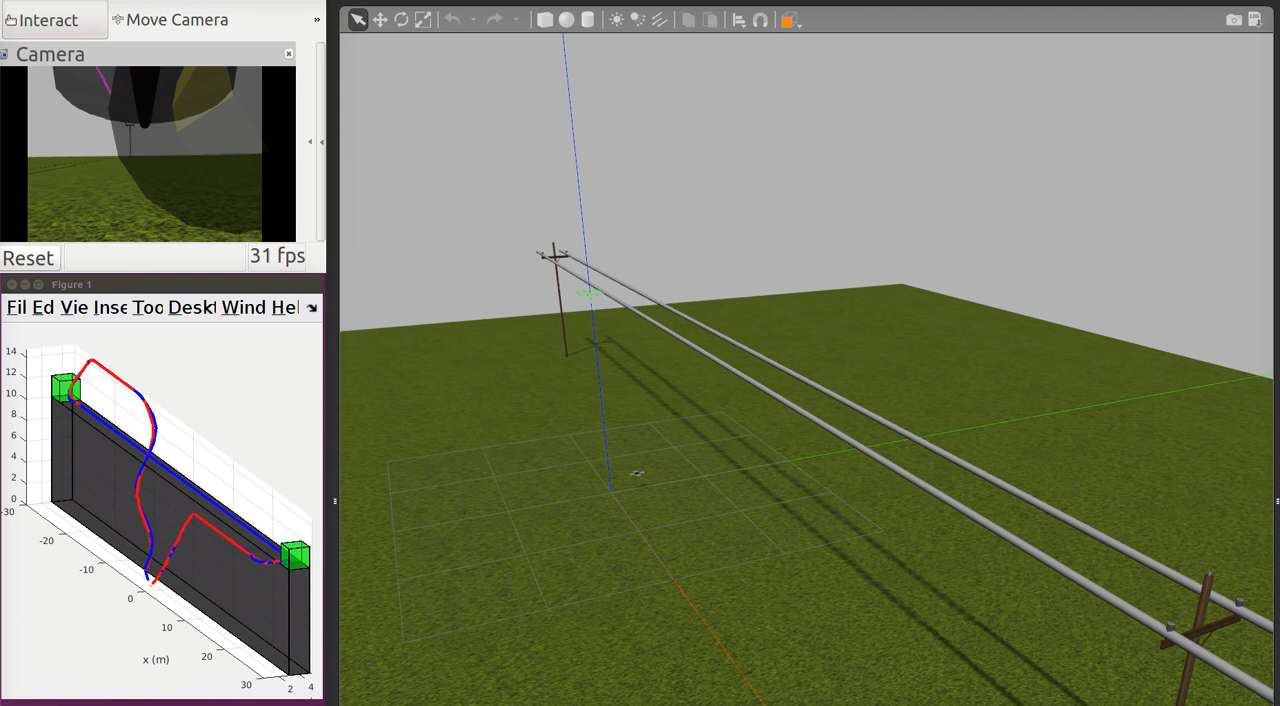 Interact Move Camera »
Camera
Reset 31 fps
Figure 1
Fil Ed Vie Inse Too Deskt Wind Hel
14
12
10
8
6
4
2
0
-30
-20
-10
0
10
20
30
2 4
x (m)
LOG